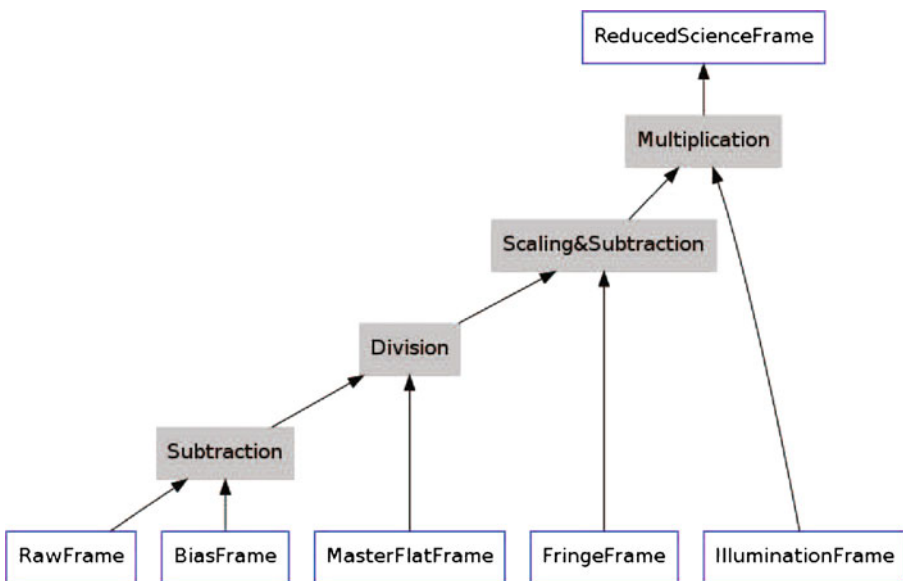 ReducedScienceFrame
Multiplication
Scaling&Subtraction
Division
Subtraction
RawFrame
BiasFrame
MasterFlatFrame
FringeFrame
IlluminationFrame